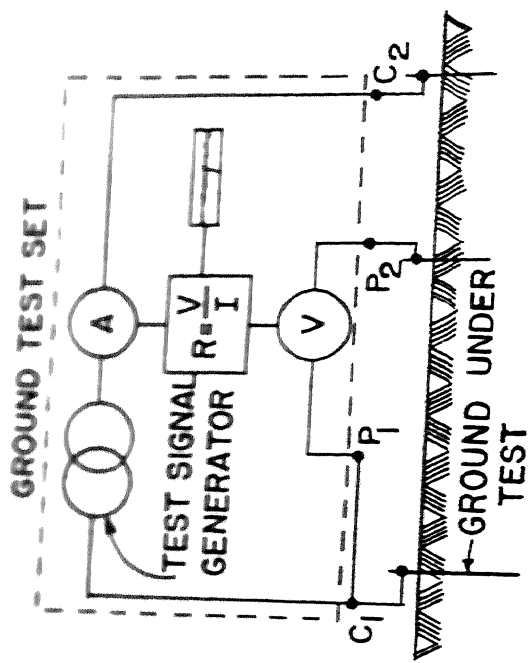 GROUND TEST SET
A
R = V/I
V
TEST SIGNAL
GENERATOR
C1
P1
P2
C2
GROUND UNDER
TEST